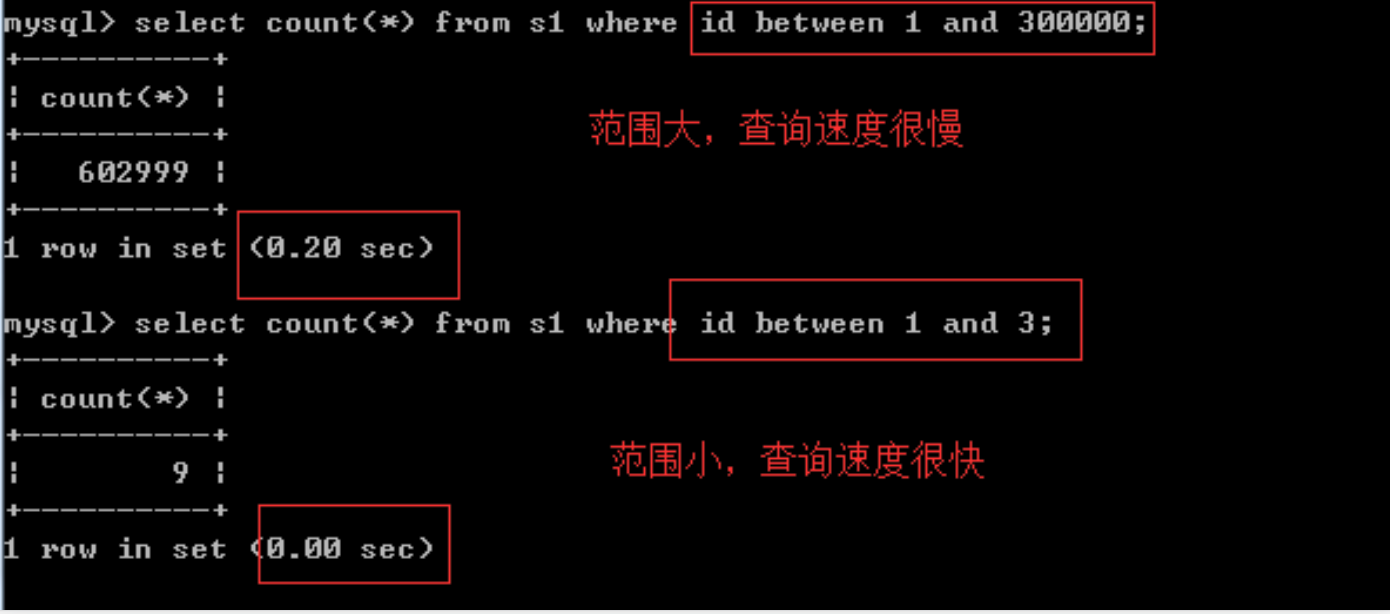 mysql> select count(*) from s1 where id between 1 and 300000;
+----------+
| count(*) |
+----------+
范围大，查询速度很慢
|   602999 |
+----------+
1 row in set (0.20 sec)
mysql> select count(*) from s1 where id between 1 and 3;
+----------+
| count(*) |
+----------+
范围小，查询速度很快
|        9 |
+----------+
1 row in set (0.00 sec)